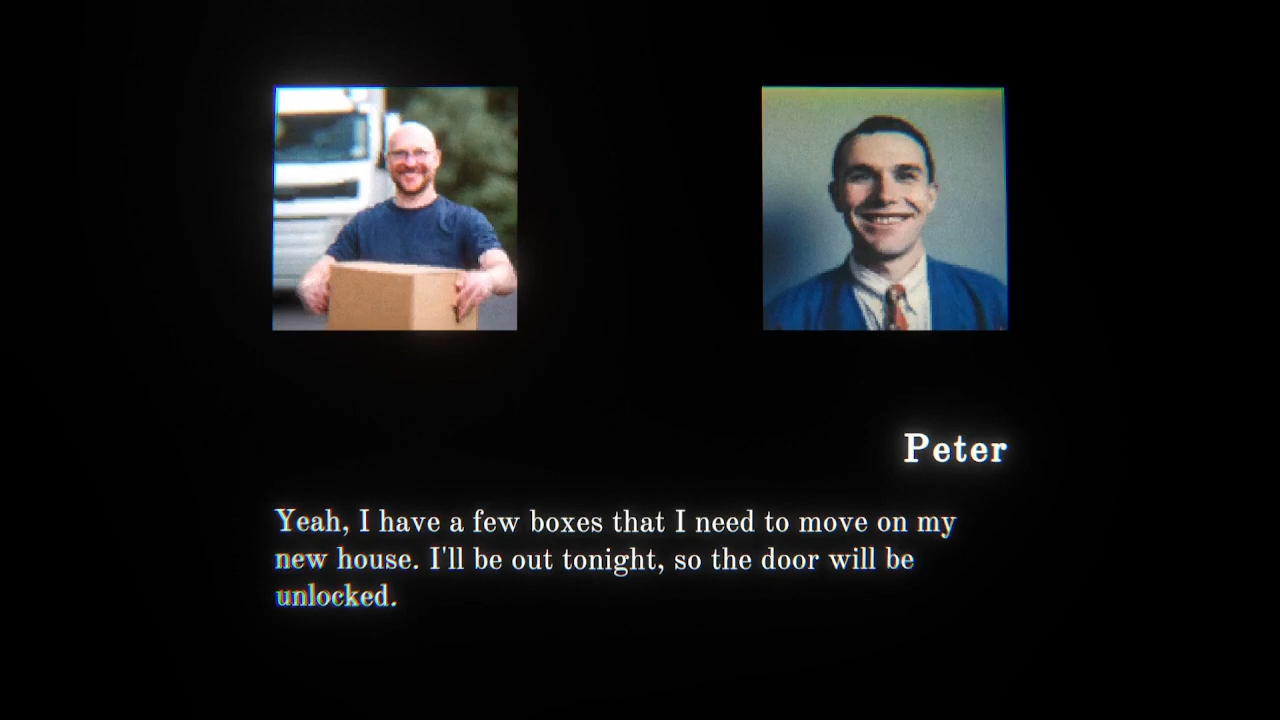 Peter
Yeah, I have a few boxes that I need to move on my
new house. I'll be out tonight, so the door will be
unlocked.